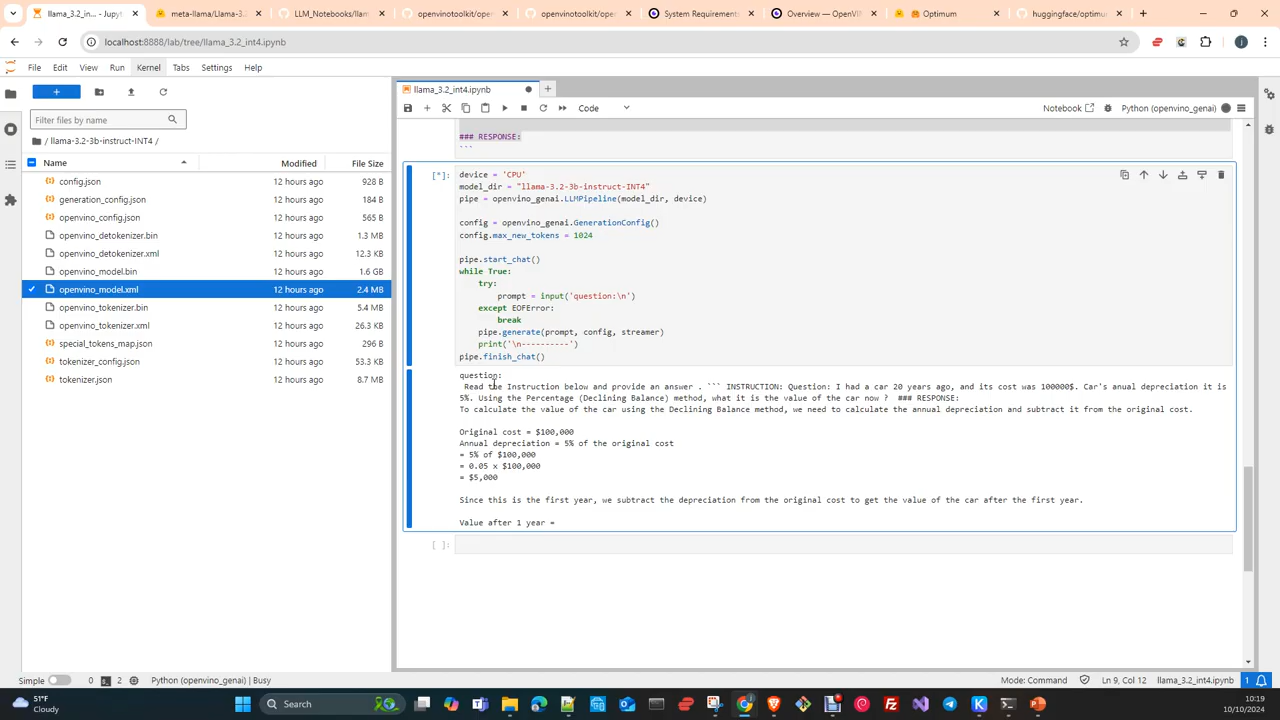 llama_3.2_in... - Jupyt
meta-llama/Llama-3
LLM_Notebooks/llam
openvinotoolkit/ope
openvinotoolkit/ope
System Requirements
Overview — OpenVI
Optimum
huggingface/optimu
localhost:8888/lab/tree/llama_3.2_int4.ipynb
File Edit View Run Kernel Tabs Settings Help
llama_3.2_int4.ipynb
Code
Notebook
Python (openvino_genai)
Filter files by name
/ llama-3.2-3b-instruct-INT4 /
Name Modified File Size
config.json 12 hours ago 928 B
generation_config.json 12 hours ago 184 B
openvino_config.json 12 hours ago 565 B
openvino_detokenizer.bin 12 hours ago 1.3 MB
openvino_detokenizer.xml 12 hours ago 12.3 KB
openvino_model.bin 12 hours ago 1.6 GB
openvino_model.xml 12 hours ago 2.4 MB
openvino_tokenizer.bin 12 hours ago 5.4 MB
openvino_tokenizer.xml 12 hours ago 26.3 KB
special_tokens_map.json 12 hours ago 296 B
tokenizer_config.json 12 hours ago 53.3 KB
tokenizer.json 12 hours ago 8.7 MB
### RESPONSE:
```
[*]:
device = 'CPU'
model_dir = "llama-3.2-3b-instruct-INT4"
pipe = openvino_genai.LLMPipeline(model_dir, device)
config = openvino_genai.GenerationConfig()
config.max_new_tokens = 1024
pipe.start_chat()
while True:
try:
prompt = input('question:\n')
except EOFError:
break
pipe.generate(prompt, config, streamer)
print('\n----------')
pipe.finish_chat()
question:
Read the Instruction below and provide an answer . ``` INSTRUCTION: Question: I had a car 20 years ago, and its cost was 100000$. Car's anual depreciation it is
5%. Using the Percentage (Declining Balance) method, what it is the value of the car now ? ### RESPONSE:
To calculate the value of the car using the Declining Balance method, we need to calculate the annual depreciation and subtract it from the original cost.
Original cost = $100,000
Annual depreciation = 5% of the original cost
= 5% of $100,000
= 0.05 x $100,000
= $5,000
Since this is the first year, we subtract the depreciation from the original cost to get the value of the car after the first year.
Value after 1 year =
[ ]:
Simple 0 2 Python (openvino_genai) | Busy
Mode: Command Ln 9, Col 12 llama_3.2_int4.ipynb 1
51°F
Cloudy
Search
10:19
10/10/2024